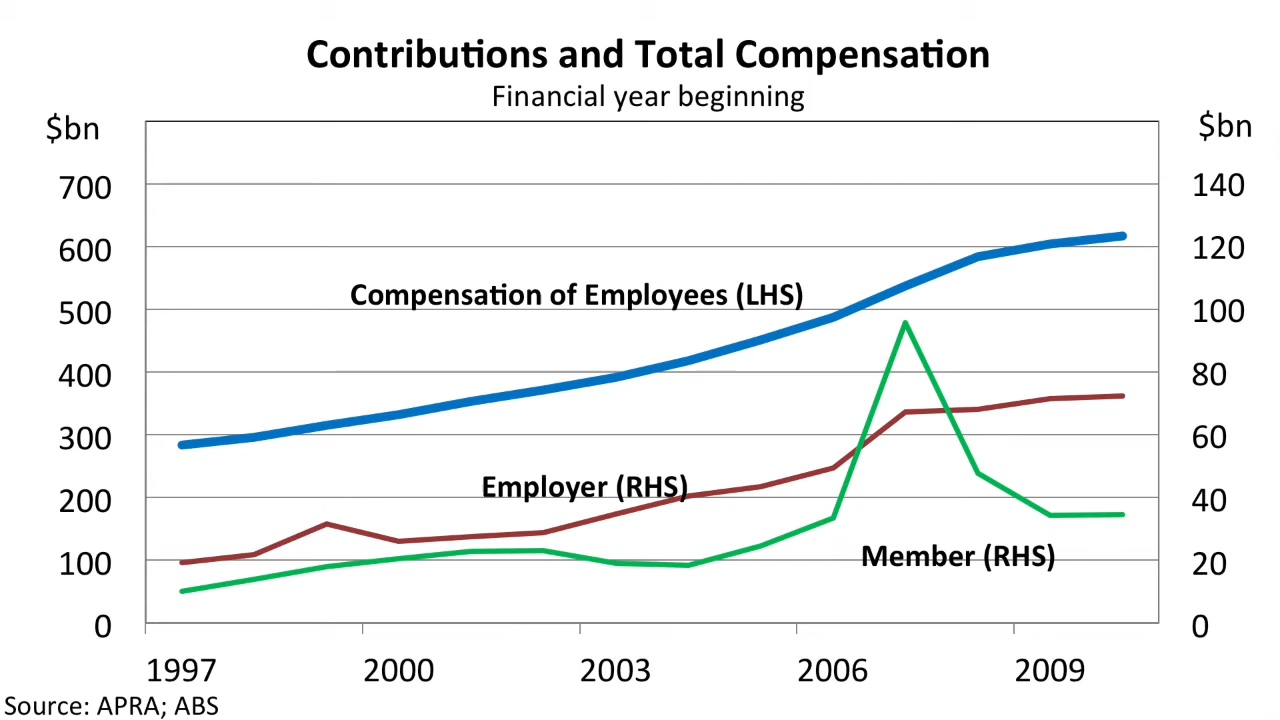 Contributions and Total Compensation
Financial year beginning
$bn $bn
700 140
600 120
Compensation of Employees (LHS)
500 100
400 80
300 60
Employer (RHS)
200 40
Member (RHS)
100 20
0 0
1997 2000 2003 2006 2009
Source: APRA; ABS